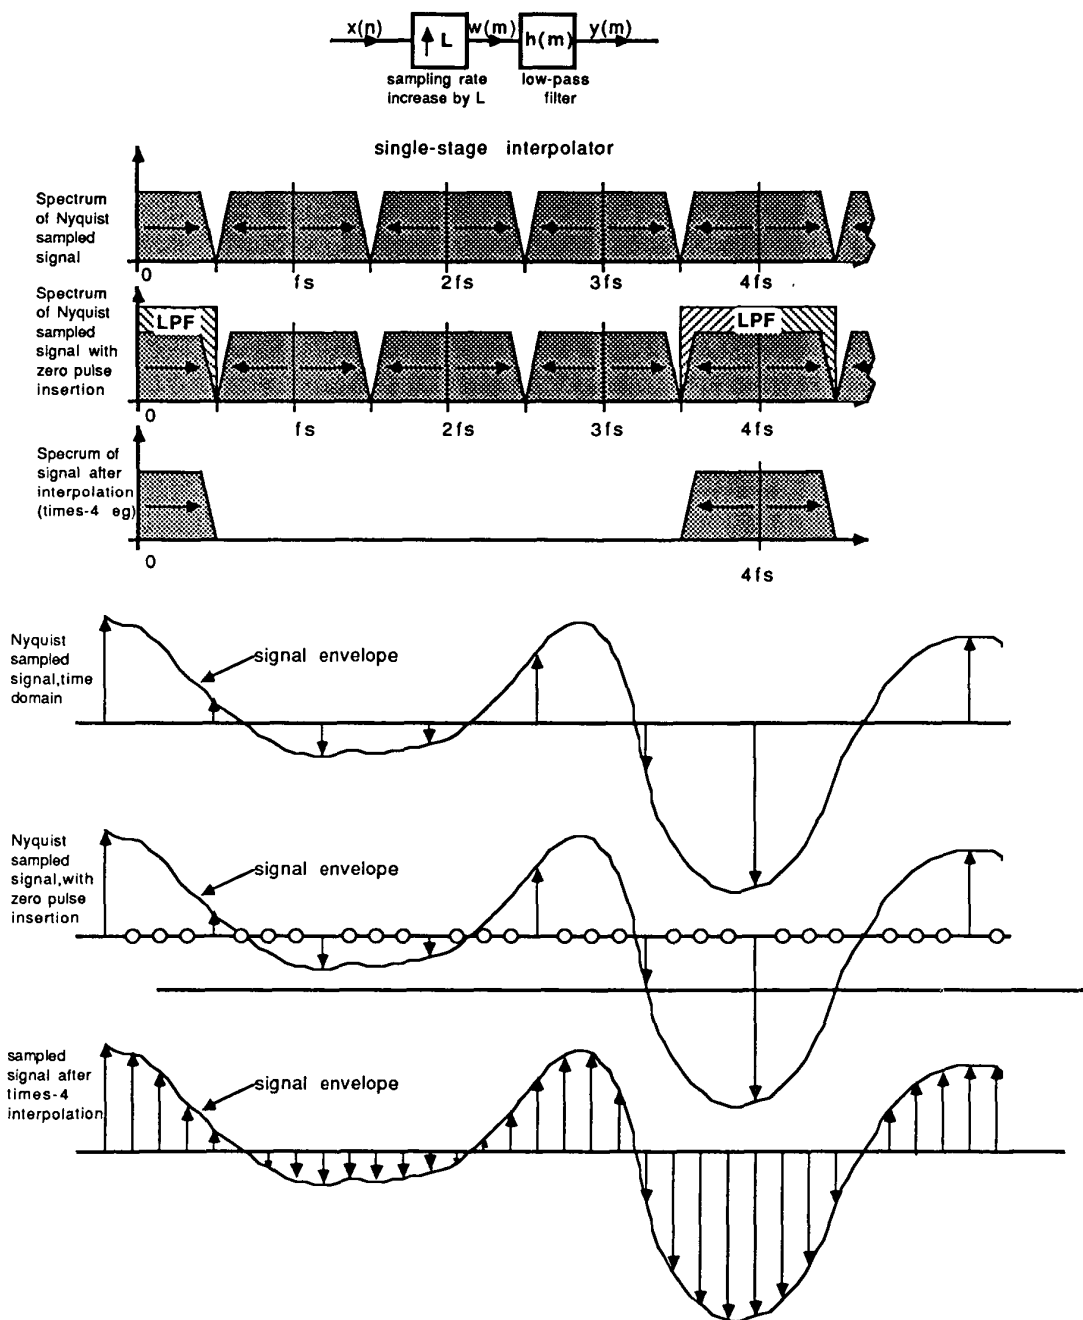 x(n) ↑ L w(m) h(m) y(m)
sampling rate
increase by L
low-pass
filter
single-stage interpolator
Spectrum
of Nyquist
sampled
signal
0 fs 2fs 3fs 4fs
Spectrum
of Nyquist
sampled
signal with
zero pulse
insertion
LPF LPF
0 fs 2fs 3fs 4fs
Specrum of
signal after
interpolation
(times-4 eg)
0 4fs
Nyquist
sampled
signal,time
domain
signal envelope
Nyquist
sampled
signal,with
zero pulse
insertion
signal envelope
sampled
signal after
times-4
interpolation
signal envelope